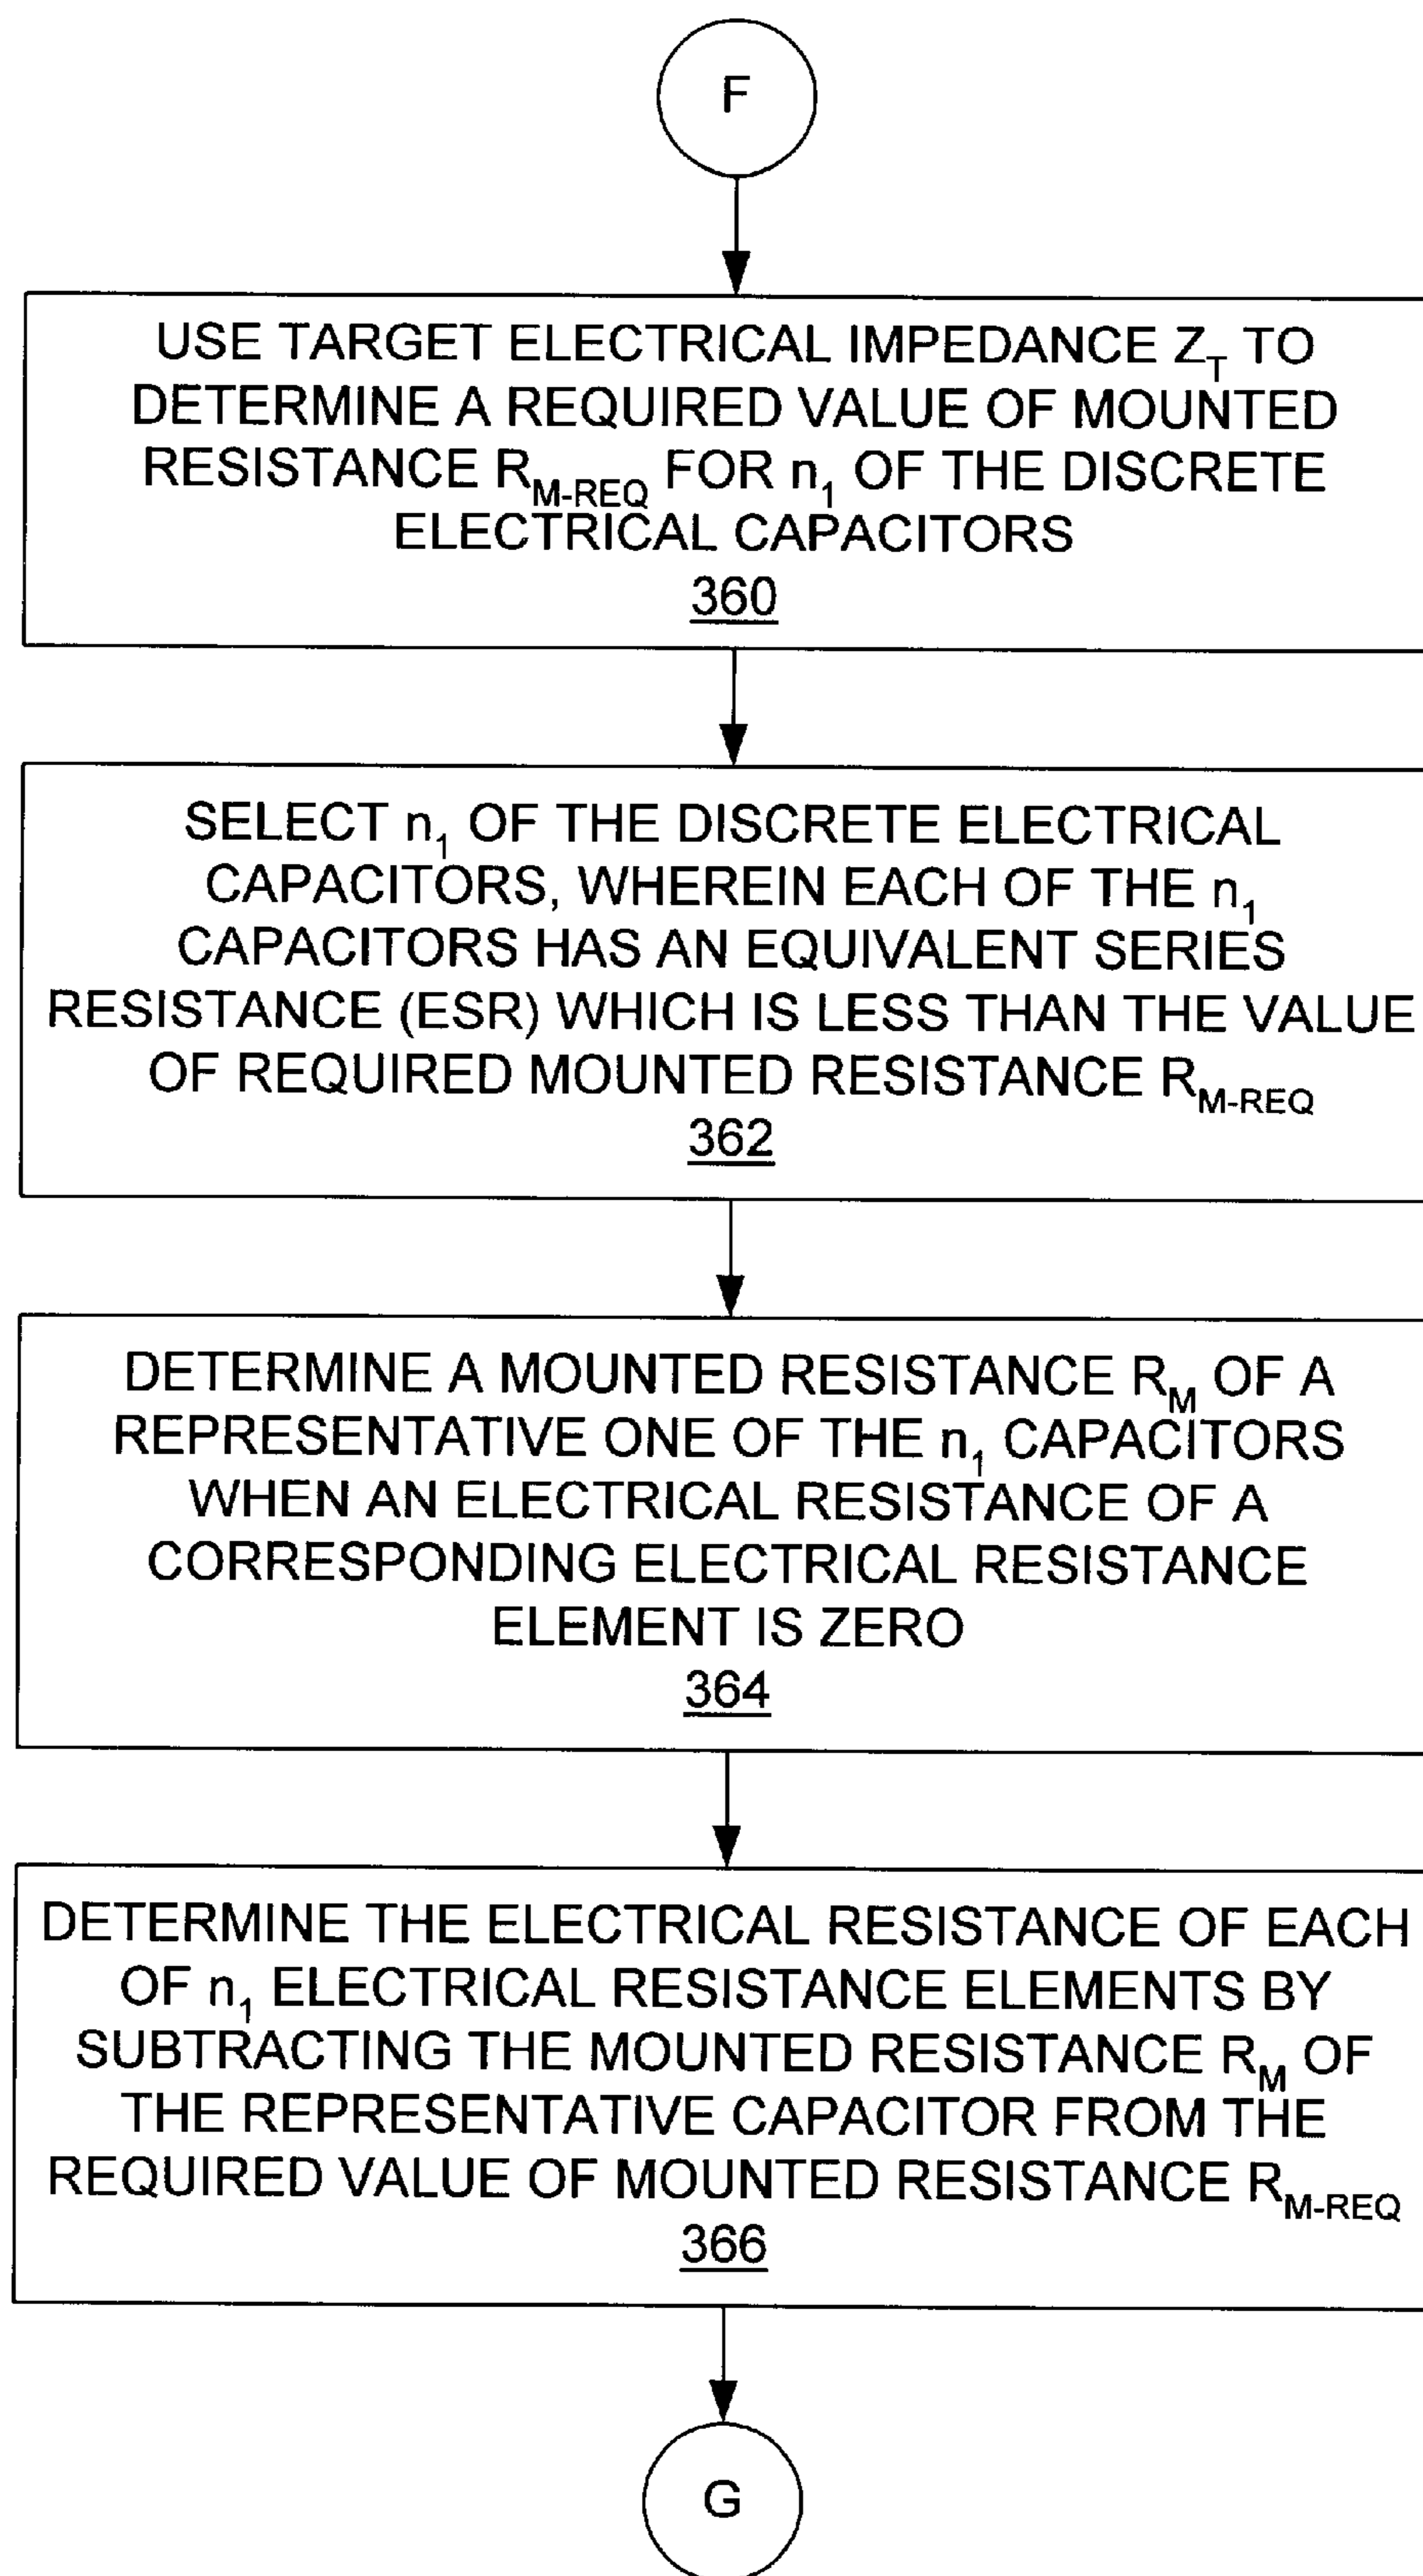 F
USE TARGET ELECTRICAL IMPEDANCE Z_T TO
DETERMINE A REQUIRED VALUE OF MOUNTED
RESISTANCE R_M-REQ FOR n_1 OF THE DISCRETE
ELECTRICAL CAPACITORS
360
SELECT n_1 OF THE DISCRETE ELECTRICAL
CAPACITORS, WHEREIN EACH OF THE n_1
CAPACITORS HAS AN EQUIVALENT SERIES
RESISTANCE (ESR) WHICH IS LESS THAN THE VALUE
OF REQUIRED MOUNTED RESISTANCE R_M-REQ
362
DETERMINE A MOUNTED RESISTANCE R_M OF A
REPRESENTATIVE ONE OF THE n_1 CAPACITORS
WHEN AN ELECTRICAL RESISTANCE OF A
CORRESPONDING ELECTRICAL RESISTANCE
ELEMENT IS ZERO
364
DETERMINE THE ELECTRICAL RESISTANCE OF EACH
OF n_1 ELECTRICAL RESISTANCE ELEMENTS BY
SUBTRACTING THE MOUNTED RESISTANCE R_M OF
THE REPRESENTATIVE CAPACITOR FROM THE
REQUIRED VALUE OF MOUNTED RESISTANCE R_M-REQ
366
G